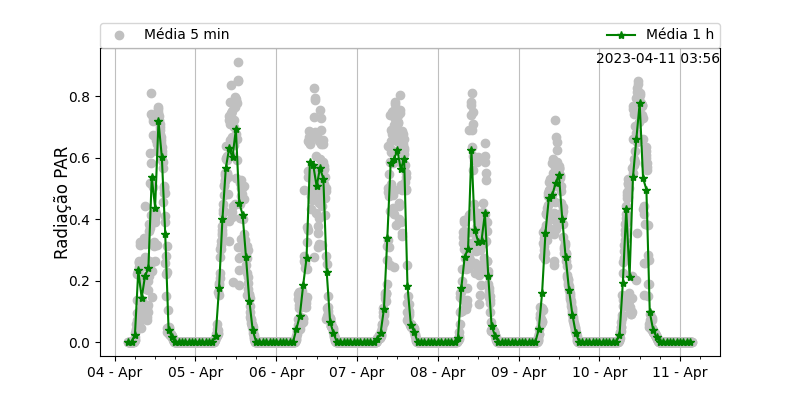 Média 5 min
Média 1 h
2023-04-11 03:56
Radiação PAR
0.8
0.6
0.4
0.2
0.0
04 - Apr
05 - Apr
06 - Apr
07 - Apr
08 - Apr
09 - Apr
10 - Apr
11 - Apr